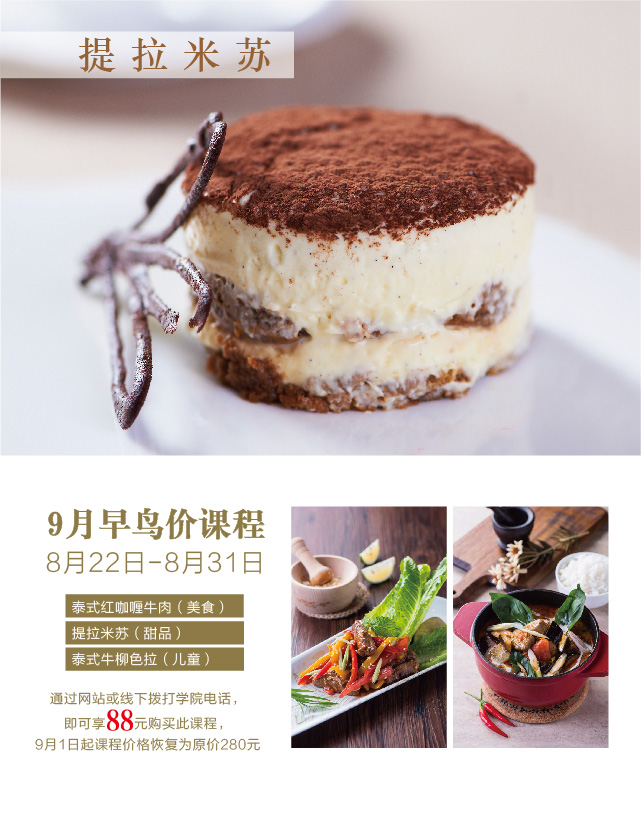 提拉米苏
9月早鸟价课程
8月22日-8月31日
泰式红咖喱牛肉（美食）
提拉米苏（甜品）
泰式牛柳色拉（儿童）
通过网站或线下拨打学院电话，
即可享88元购买此课程，
9月1日起课程价格恢复为原价280元